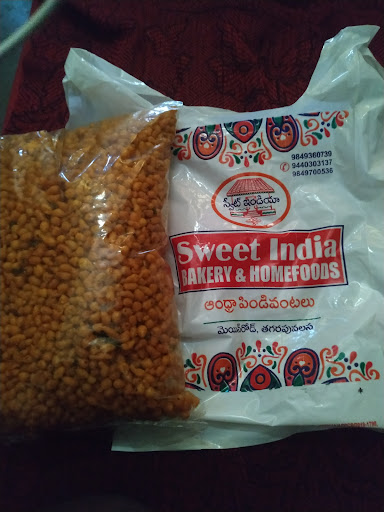 9849360739
9440303137
9849700536
స్వీట్ ఇండియా
Sweet India
BAKERY & HOMEFOODS
ఆంధ్రా పిండివంటలు
మెయిన్‌రోడ్, తగరపువలస